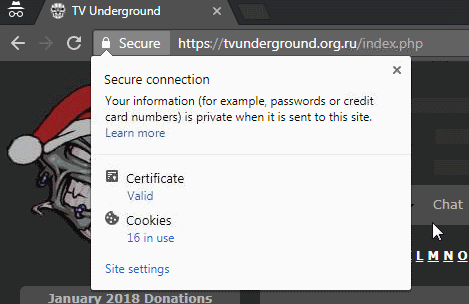 TV Underground
Secure
https://tvunderground.org.ru/index.php
Secure connection
Your information (for example, passwords or credit
card numbers) is private when it is sent to this site.
Learn more
Certificate
Valid
Cookies
16 in use
Site settings
Chat
L M N O
January 2018 Donations